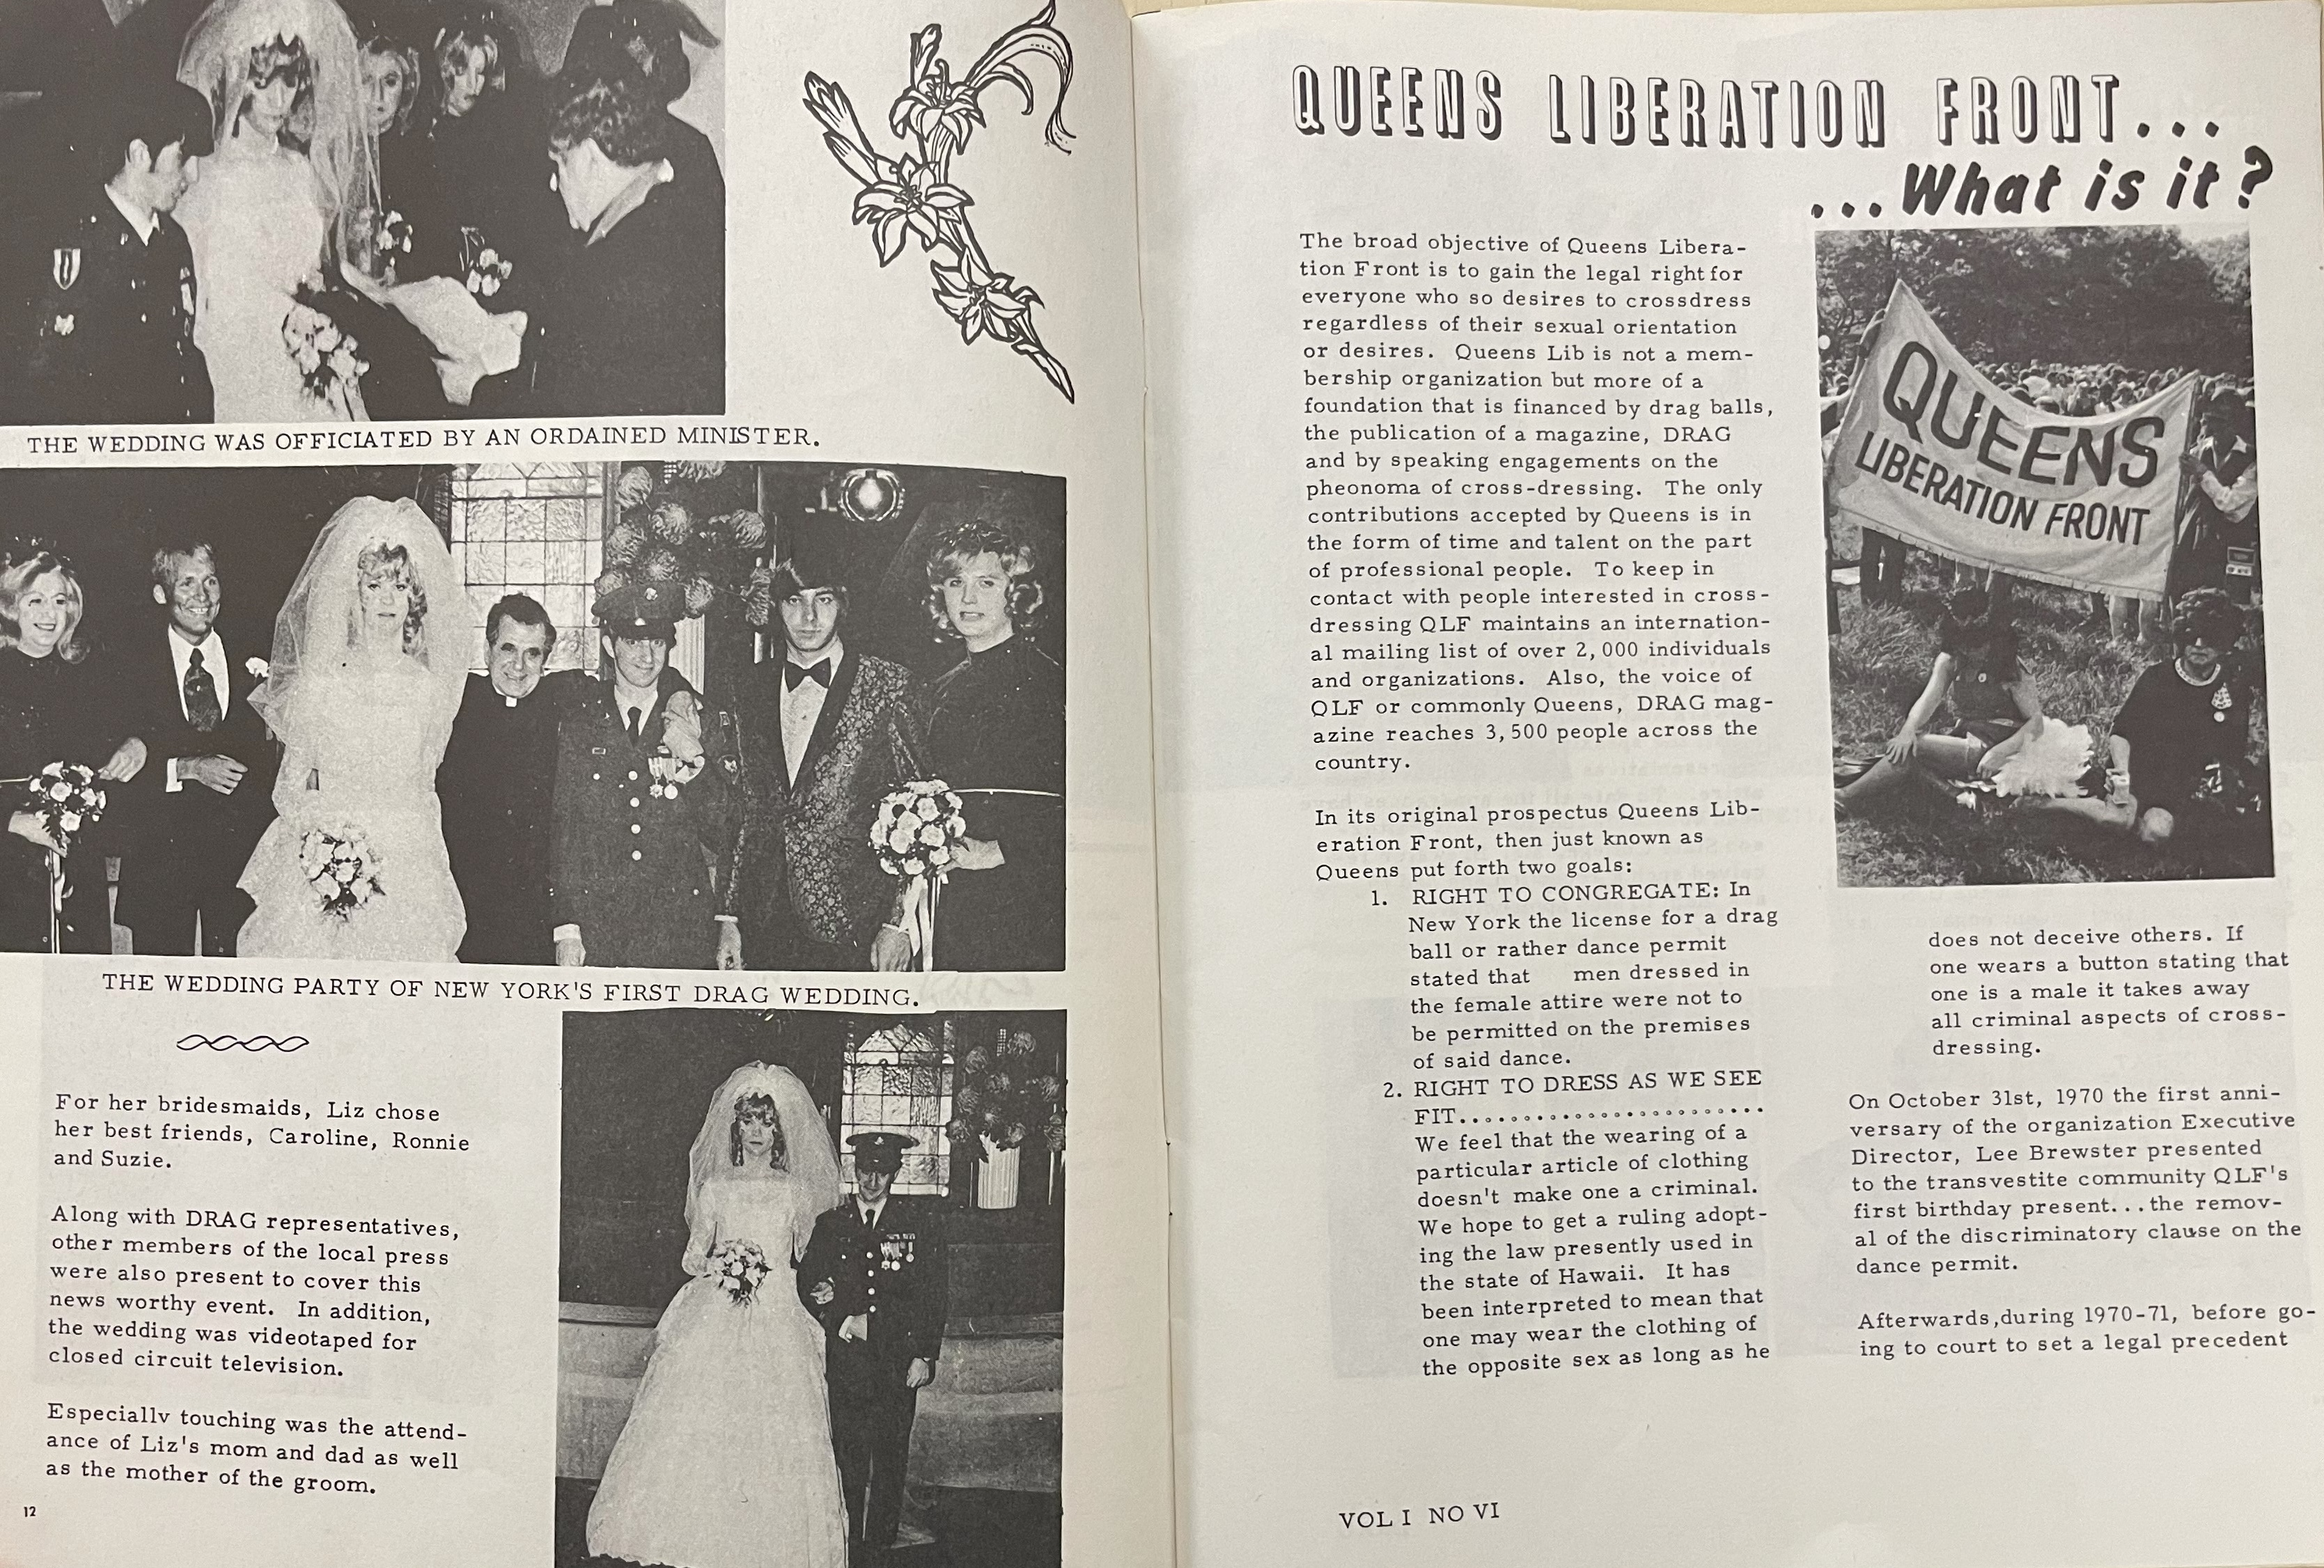 THE WEDDING WAS OFFICIATED BY AN ORDAINED MINISTER.
THE WEDDING PARTY OF NEW YORK'S FIRST DRAG WEDDING.
For her bridesmaids, Liz chose
her best friends, Caroline, Ronnie
and Suzie.
Along with DRAG representatives,
other members of the local press
were also present to cover this
news worthy event. In addition,
the wedding was videotaped for
closed circuit television.
Especially touching was the attend-
ance of Liz's mom and dad as well
as the mother of the groom.
12
QUEENS LIBERATION FRONT...
...What is it?
The broad objective of Queens Libera-
tion Front is to gain the legal right for
everyone who so desires to crossdress
regardless of their sexual orientation
or desires. Queens Lib is not a mem-
bership organization but more of a
foundation that is financed by drag balls,
the publication of a magazine, DRAG
and by speaking engagements on the
pheonoma of cross-dressing. The only
contributions accepted by Queens is in
the form of time and talent on the part
of professional people. To keep in
contact with people interested in cross-
dressing QLF maintains an internation-
al mailing list of over 2,000 individuals
and organizations. Also, the voice of
QLF or commonly Queens, DRAG mag-
azine reaches 3,500 people across the
country.
In its original prospectus Queens Lib-
eration Front, then just known as
Queens put forth two goals:
1. RIGHT TO CONGREGATE: In
New York the license for a drag
ball or rather dance permit
stated that men dressed in
the female attire were not to
be permitted on the premises
of said dance.
2. RIGHT TO DRESS AS WE SEE
FIT.........................
We feel that the wearing of a
particular article of clothing
doesn't make one a criminal.
We hope to get a ruling adopt-
ing the law presently used in
the state of Hawaii. It has
been interpreted to mean that
one may wear the clothing of
the opposite sex as long as he
QUEENS
LIBERATION FRONT
does not deceive others. If
one wears a button stating that
one is a male it takes away
all criminal aspects of cross-
dressing.
On October 31st, 1970 the first anni-
versary of the organization Executive
Director, Lee Brewster presented
to the transvestite community QLF's
first birthday present...the remov-
al of the discriminatory clause on the
dance permit.
Afterwards,during 1970-71, before go-
ing to court to set a legal precedent
VOL I NO VI